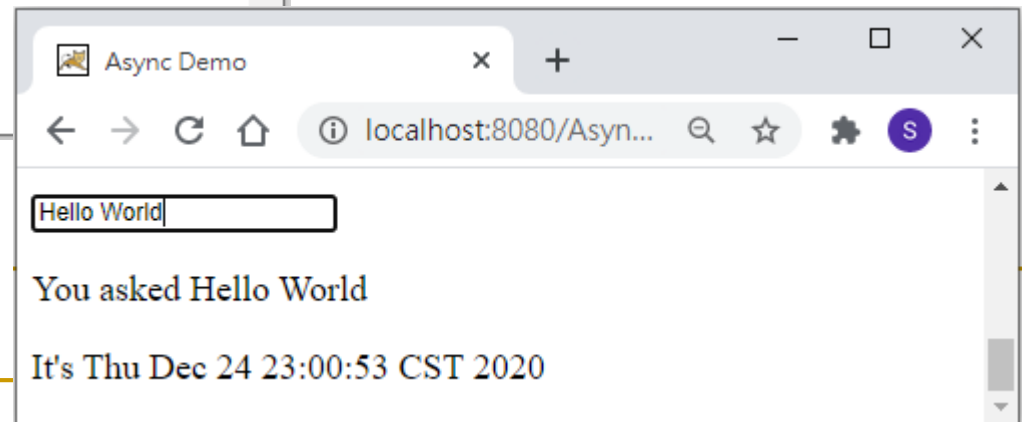 Async Demo
localhost:8080/Asyn...
S
Hello World
You asked Hello World
It's Thu Dec 24 23:00:53 CST 2020